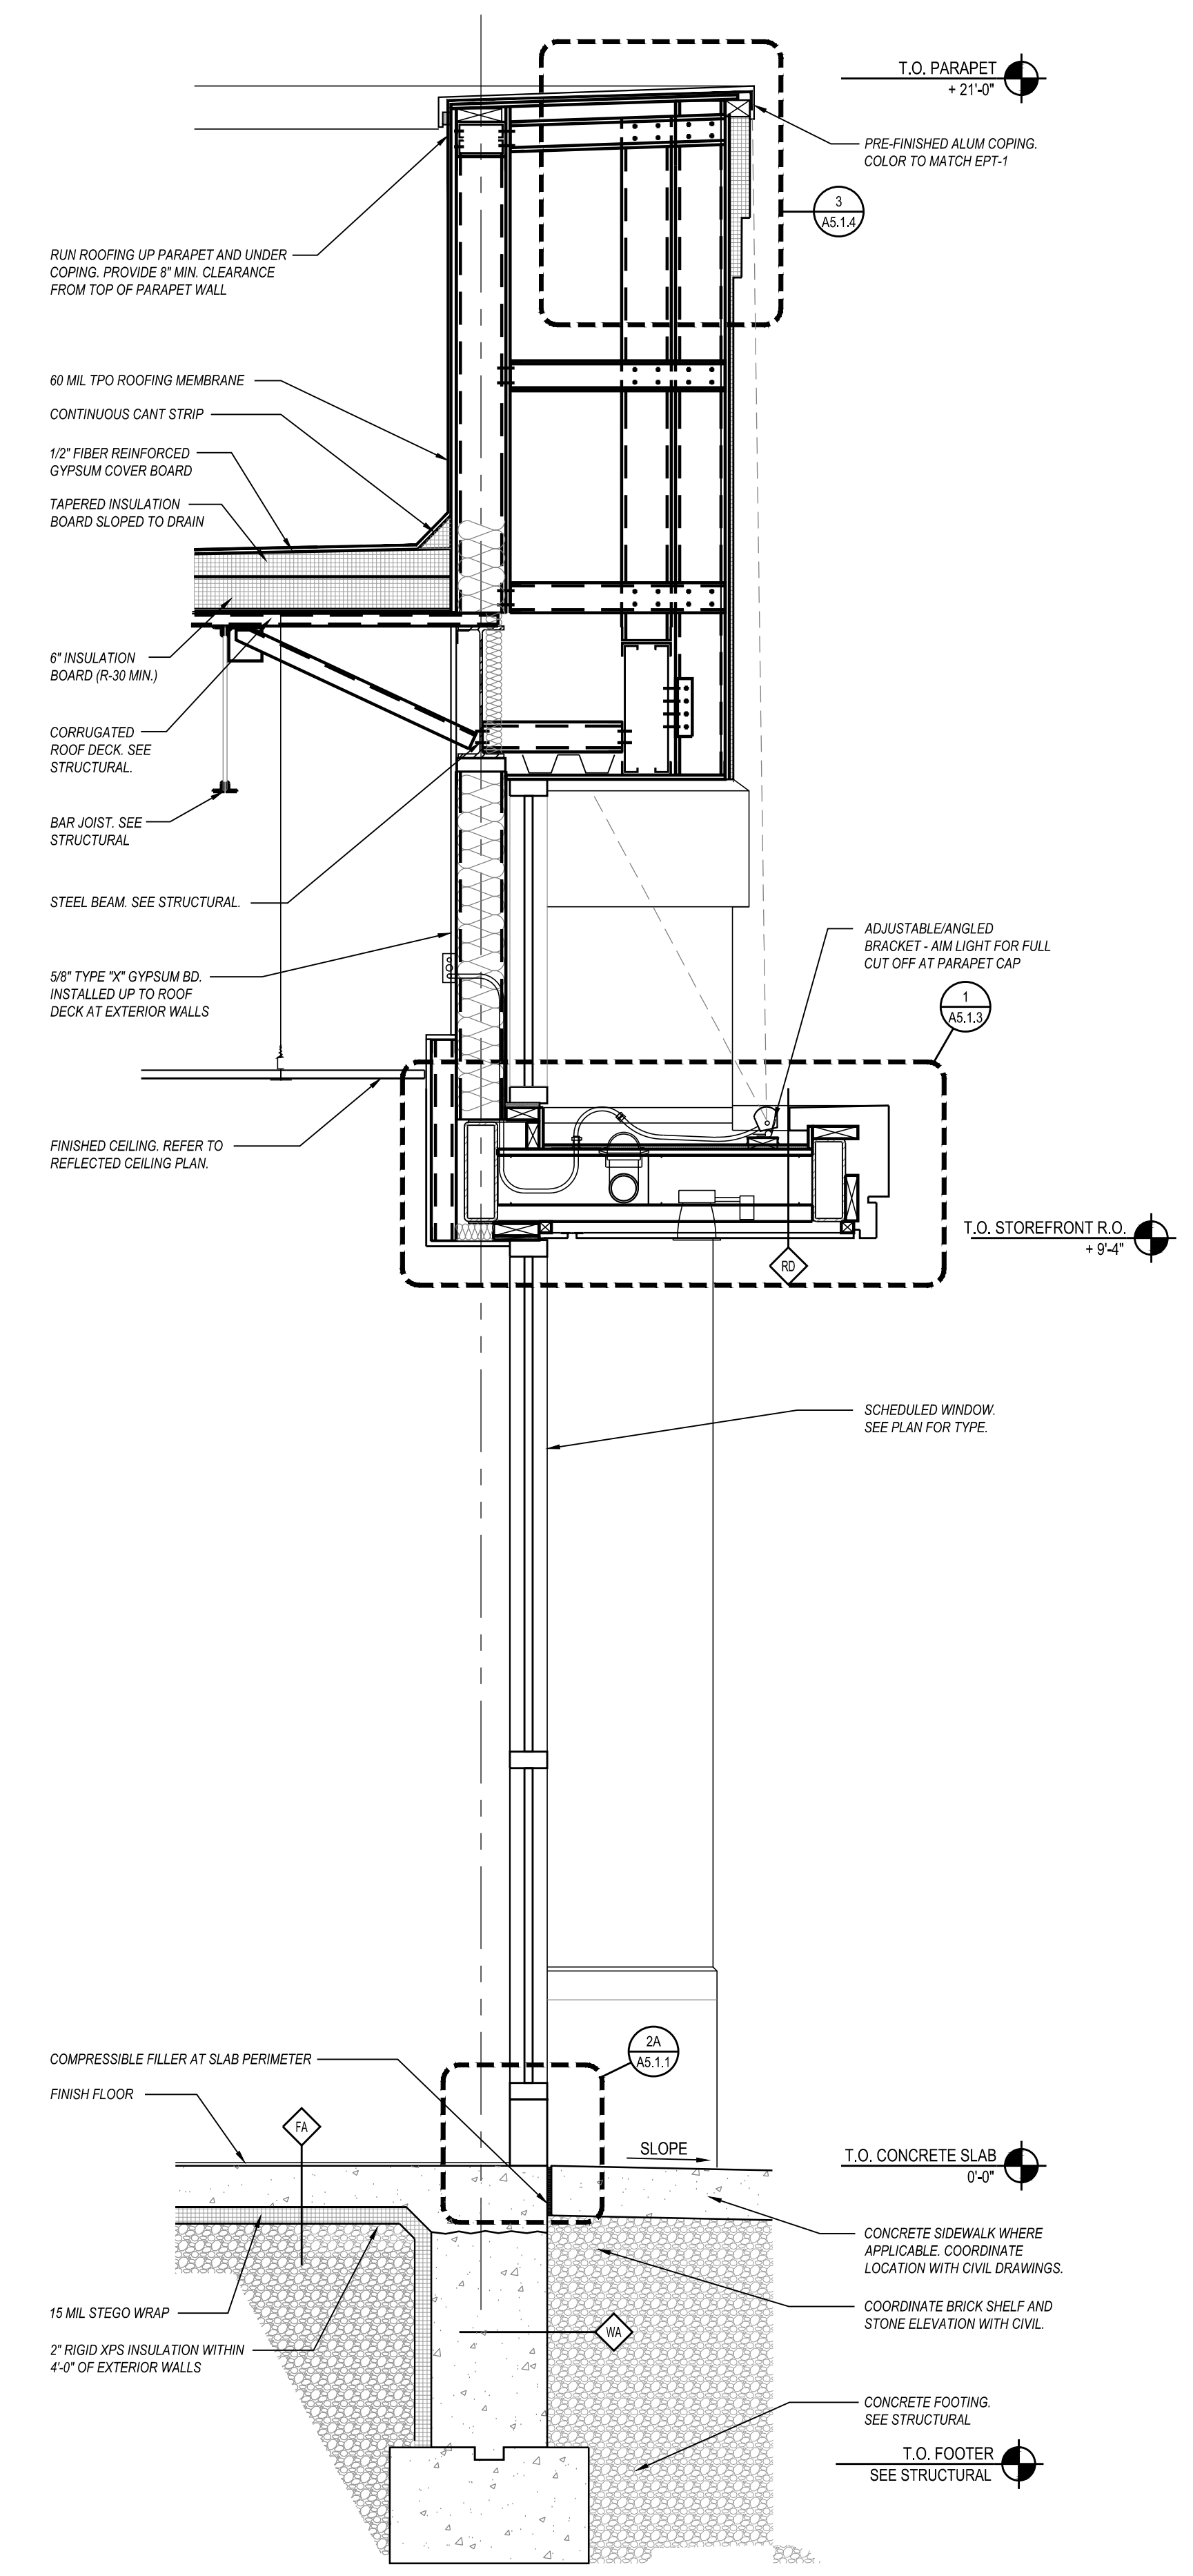 T.O. PARAPET
+ 21'-0"
PRE-FINISHED ALUM COPING.
COLOR TO MATCH EPT-1
3
A5.1.4
RUN ROOFING UP PARAPET AND UNDER
COPING. PROVIDE 8" MIN. CLEARANCE
FROM TOP OF PARAPET WALL
60 MIL TPO ROOFING MEMBRANE
CONTINUOUS CANT STRIP
1/2" FIBER REINFORCED
GYPSUM COVER BOARD
TAPERED INSULATION
BOARD SLOPED TO DRAIN
6" INSULATION
BOARD (R-30 MIN.)
CORRUGATED
ROOF DECK. SEE
STRUCTURAL.
BAR JOIST. SEE
STRUCTURAL
STEEL BEAM. SEE STRUCTURAL.
ADJUSTABLE/ANGLED
BRACKET - AIM LIGHT FOR FULL
CUT OFF AT PARAPET CAP
5/8" TYPE "X" GYPSUM BD.
INSTALLED UP TO ROOF
DECK AT EXTERIOR WALLS
1
A5.1.3
FINISHED CEILING. REFER TO
REFLECTED CEILING PLAN.
T.O. STOREFRONT R.O.
+ 9'-4"
RD
SCHEDULED WINDOW.
SEE PLAN FOR TYPE.
2A
A5.1.1
COMPRESSIBLE FILLER AT SLAB PERIMETER
FINISH FLOOR
FA
SLOPE
T.O. CONCRETE SLAB
0'-0"
CONCRETE SIDEWALK WHERE
APPLICABLE. COORDINATE
LOCATION WITH CIVIL DRAWINGS.
15 MIL STEGO WRAP
COORDINATE BRICK SHELF AND
STONE ELEVATION WITH CIVIL.
WA
2" RIGID XPS INSULATION WITHIN
4'-0" OF EXTERIOR WALLS
CONCRETE FOOTING.
SEE STRUCTURAL
T.O. FOOTER
SEE STRUCTURAL